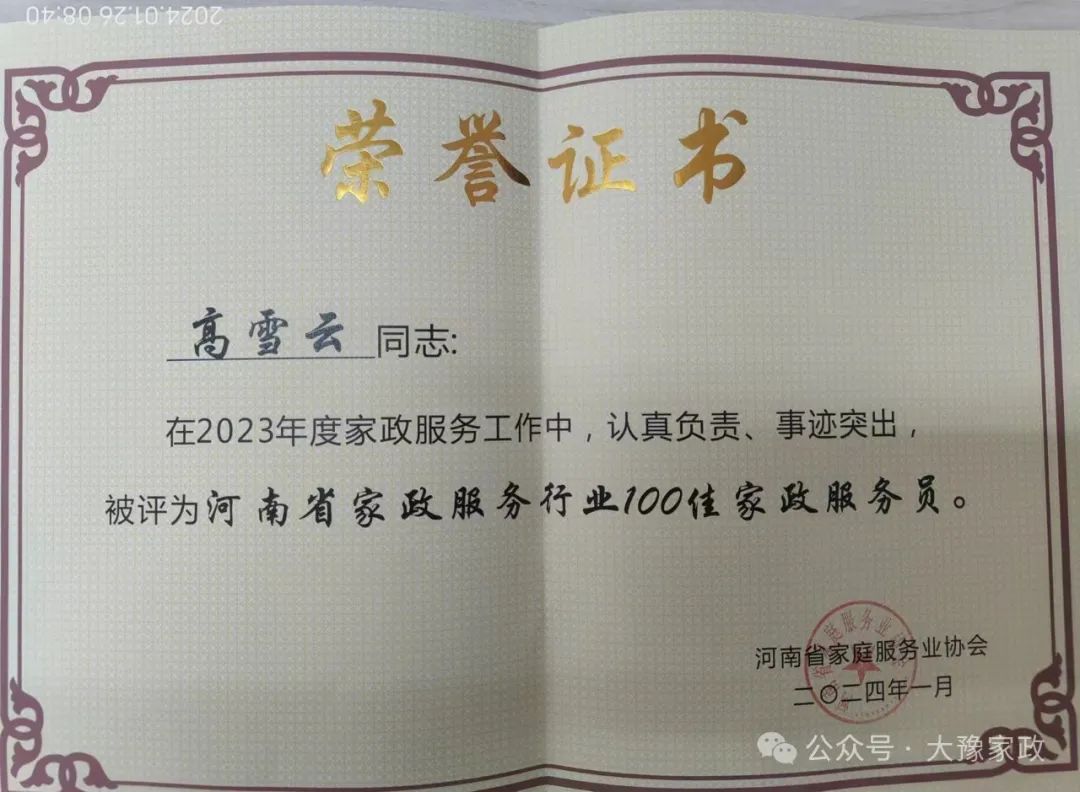 2024.01.26 08:40
荣誉证书
高雪云同志:
在2023年度家政服务工作中，认真负责、事迹突出，
被评为河南省家政服务行业100佳家政服务员。
河南省家庭服务业协会
二〇二四年一月
公众号·大豫家政